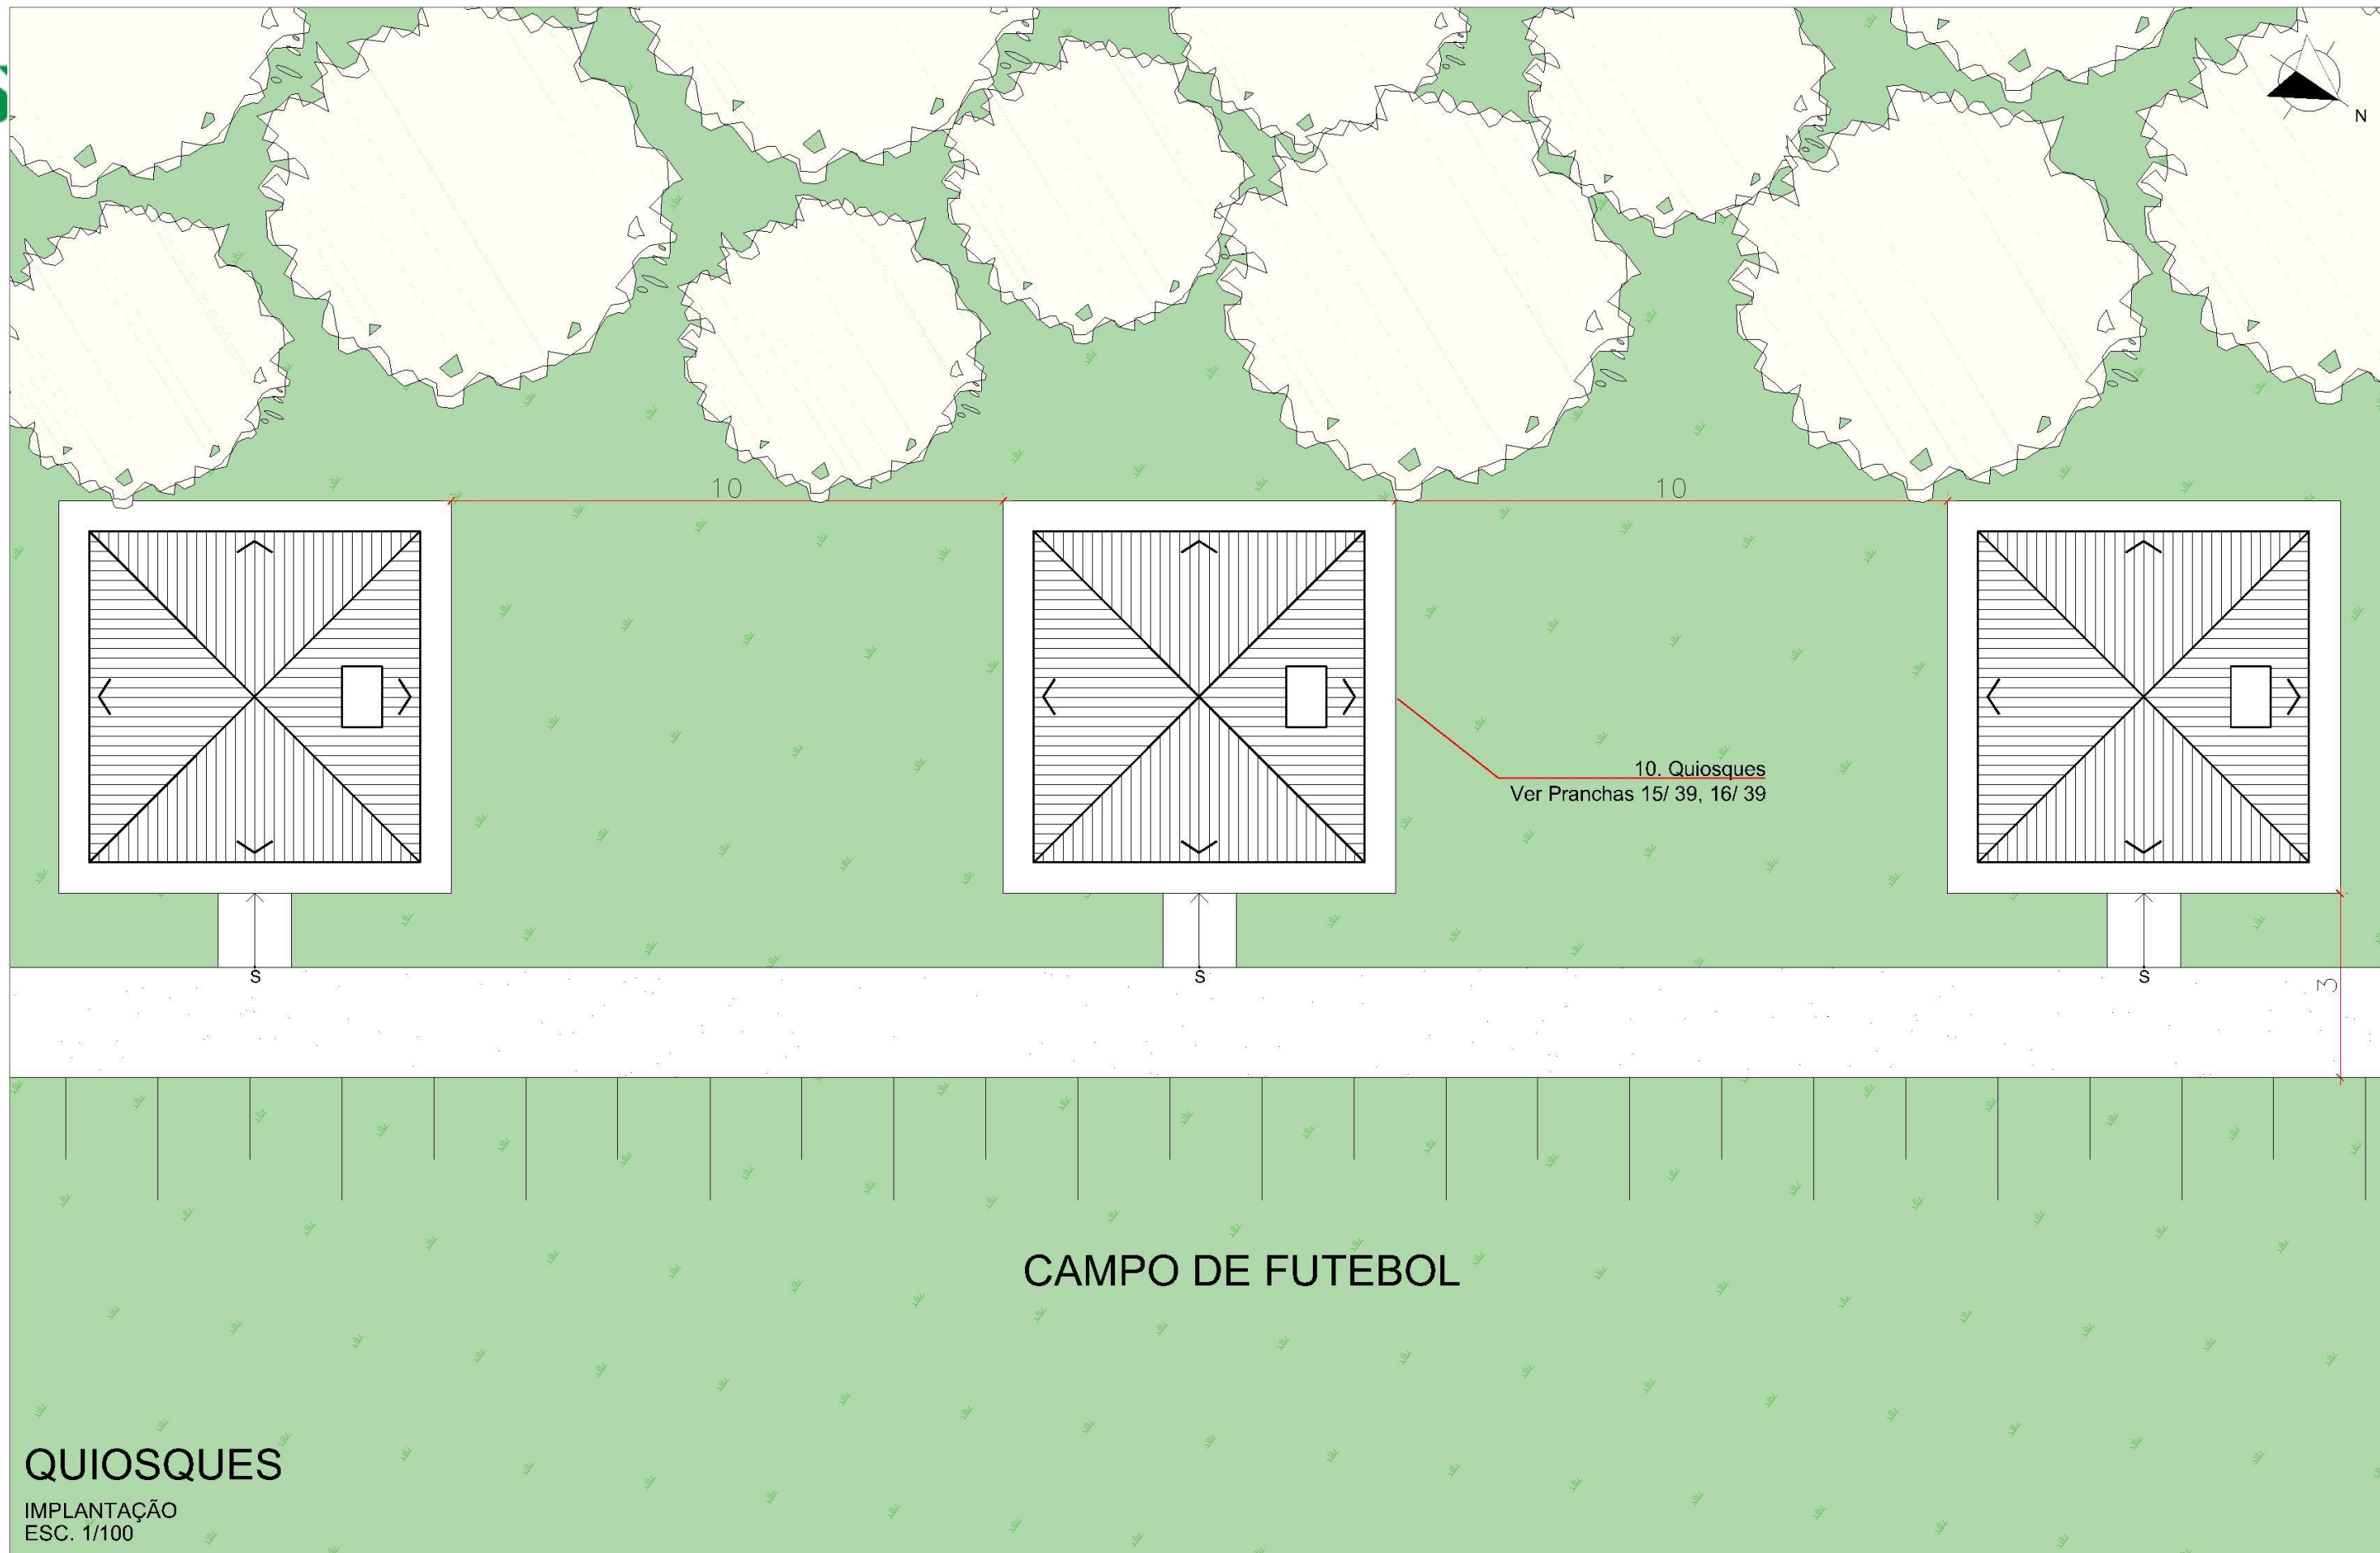 N
10
10
10. Quiosques
Ver Pranchas 15/ 39, 16/ 39
S
S
S
3
CAMPO DE FUTEBOL
QUIOSQUES
IMPLANTAÇÃO
ESC. 1/100